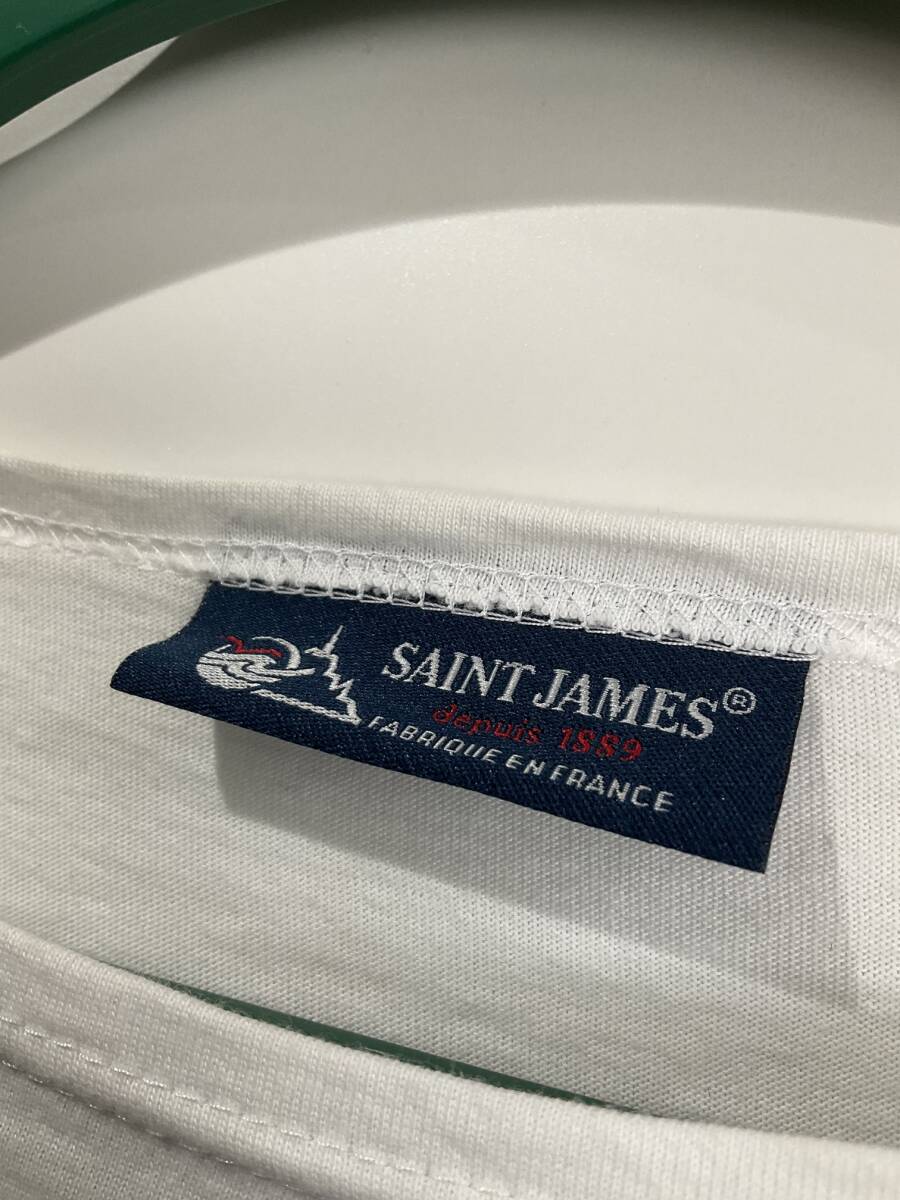 SAINT JAMES®
depuis 1889
FABRIQUE EN FRANCE